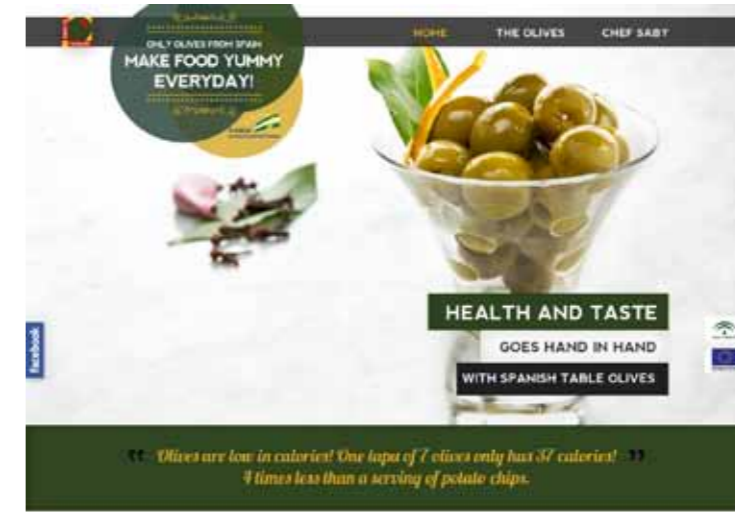 HOME THE OLIVES CHEF SABY
ONLY OLIVES FROM SPAIN
MAKE FOOD YUMMY
EVERYDAY!
HEALTH AND TASTE
GOES HAND IN HAND
WITH SPANISH TABLE OLIVES
facebook
“ Olives are low in calories! One tapa of 7 olives only has 37 calories! ”
4 times less than a serving of potato chips.